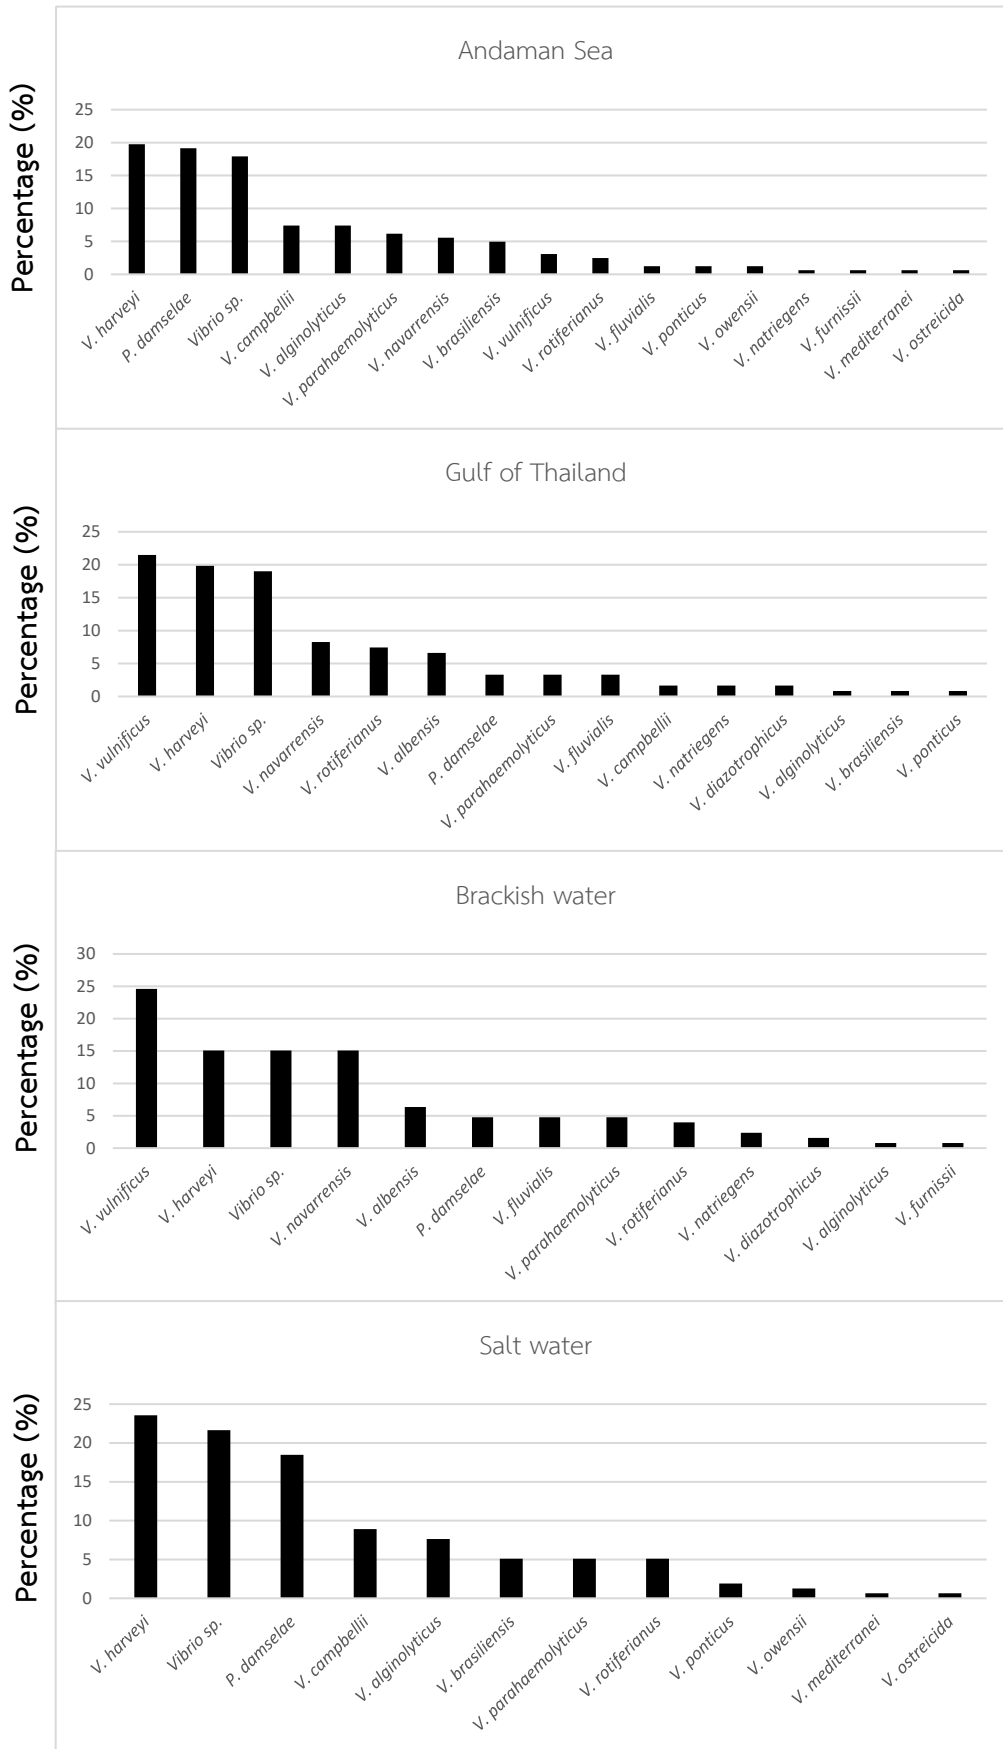 Andaman Sea
Percentage (%)
25
20
15
10
5
0
V. harveyi
P. damselae
Vibrio sp.
V. campbellii
V. alginolyticus
V. parahaemolyticus
V. navarrensis
V. brasiliensis
V. vulnificus
V. rotiferianus
V. fluvialis
V. ponticus
V. owensii
V. natriegens
V. furnissii
V. mediterranei
V. ostreicida
Gulf of Thailand
Percentage (%)
25
20
15
10
5
0
V. vulnificus
V. harveyi
Vibrio sp.
V. navarrensis
V. rotiferianus
V. albensis
P. damselae
V. parahaemolyticus
V. fluvialis
V. campbellii
V. natriegens
V. diazotrophicus
V. alginolyticus
V. brasiliensis
V. ponticus
Brackish water
Percentage (%)
30
25
20
15
10
5
0
V. vulnificus
V. harveyi
Vibrio sp.
V. navarrensis
V. albensis
P. damselae
V. fluvialis
V. parahaemolyticus
V. rotiferianus
V. natriegens
V. diazotrophicus
V. alginolyticus
V. furnissii
Salt water
Percentage (%)
25
20
15
10
5
0
V. harveyi
Vibrio sp.
P. damselae
V. campbellii
V. alginolyticus
V. brasiliensis
V. parahaemolyticus
V. rotiferianus
V. ponticus
V. owensii
V. mediterranei
V. ostreicida